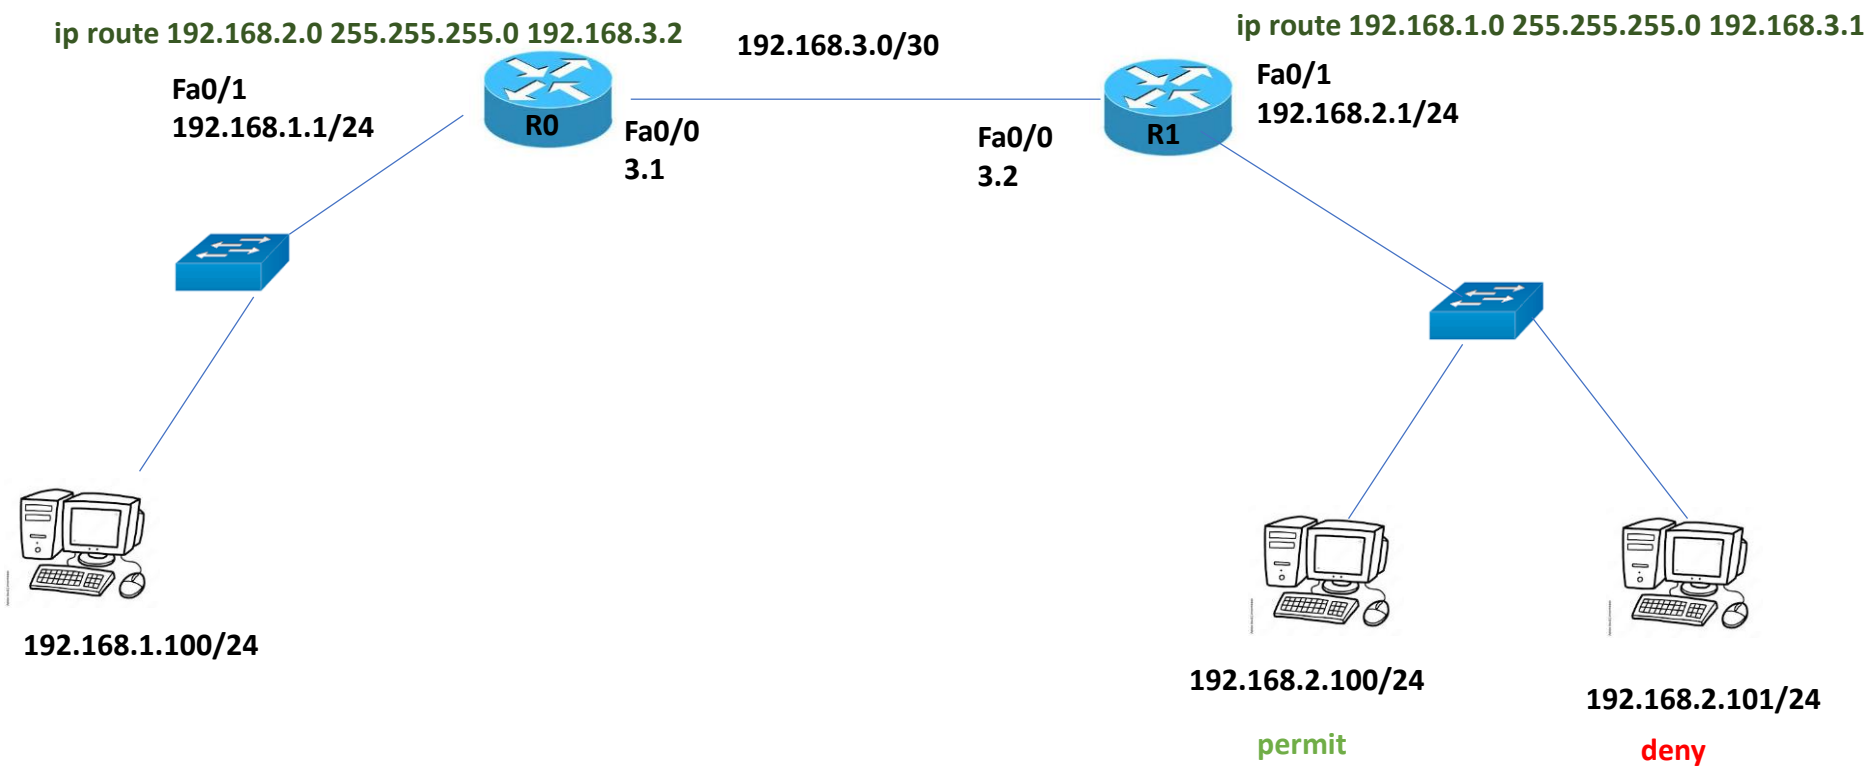 ip route 192.168.2.0 255.255.255.0 192.168.3.2
192.168.3.0/30
ip route 192.168.1.0 255.255.255.0 192.168.3.1
Fa0/1
192.168.1.1/24
R0
Fa0/0
3.1
Fa0/0
3.2
R1
Fa0/1
192.168.2.1/24
192.168.1.100/24
192.168.2.100/24
permit
192.168.2.101/24
deny